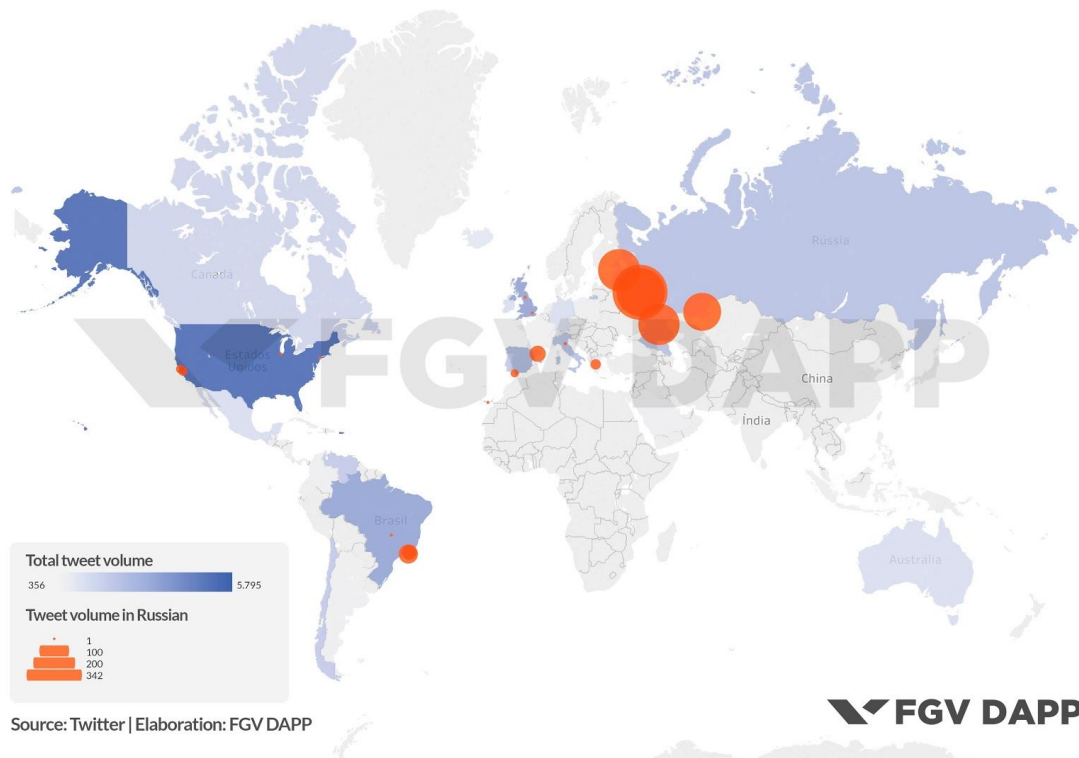 Canadá
Rússia
Estados
Unidos
FGV DAPP
China
Índia
Brasil
Austrália
Total tweet volume
356 5.795
Tweet volume in Russian
1
100
200
342
Source: Twitter | Elaboration: FGV DAPP
FGV DAPP